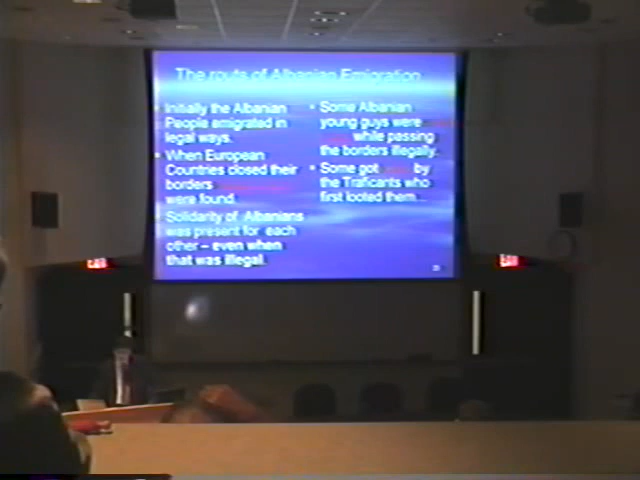 The routs of Albanian Emigration
Initially the Albanian
People emigrated in
legal ways.
When European
Countries closed their
borders
were found.
Solidarity of Albanians
was present for each
other – even when
that was illegal.
Some Albanian
young guys were
while passing
the borders illegally.
Some got by
the Traficants who
first looted them...
EXIT
EXIT